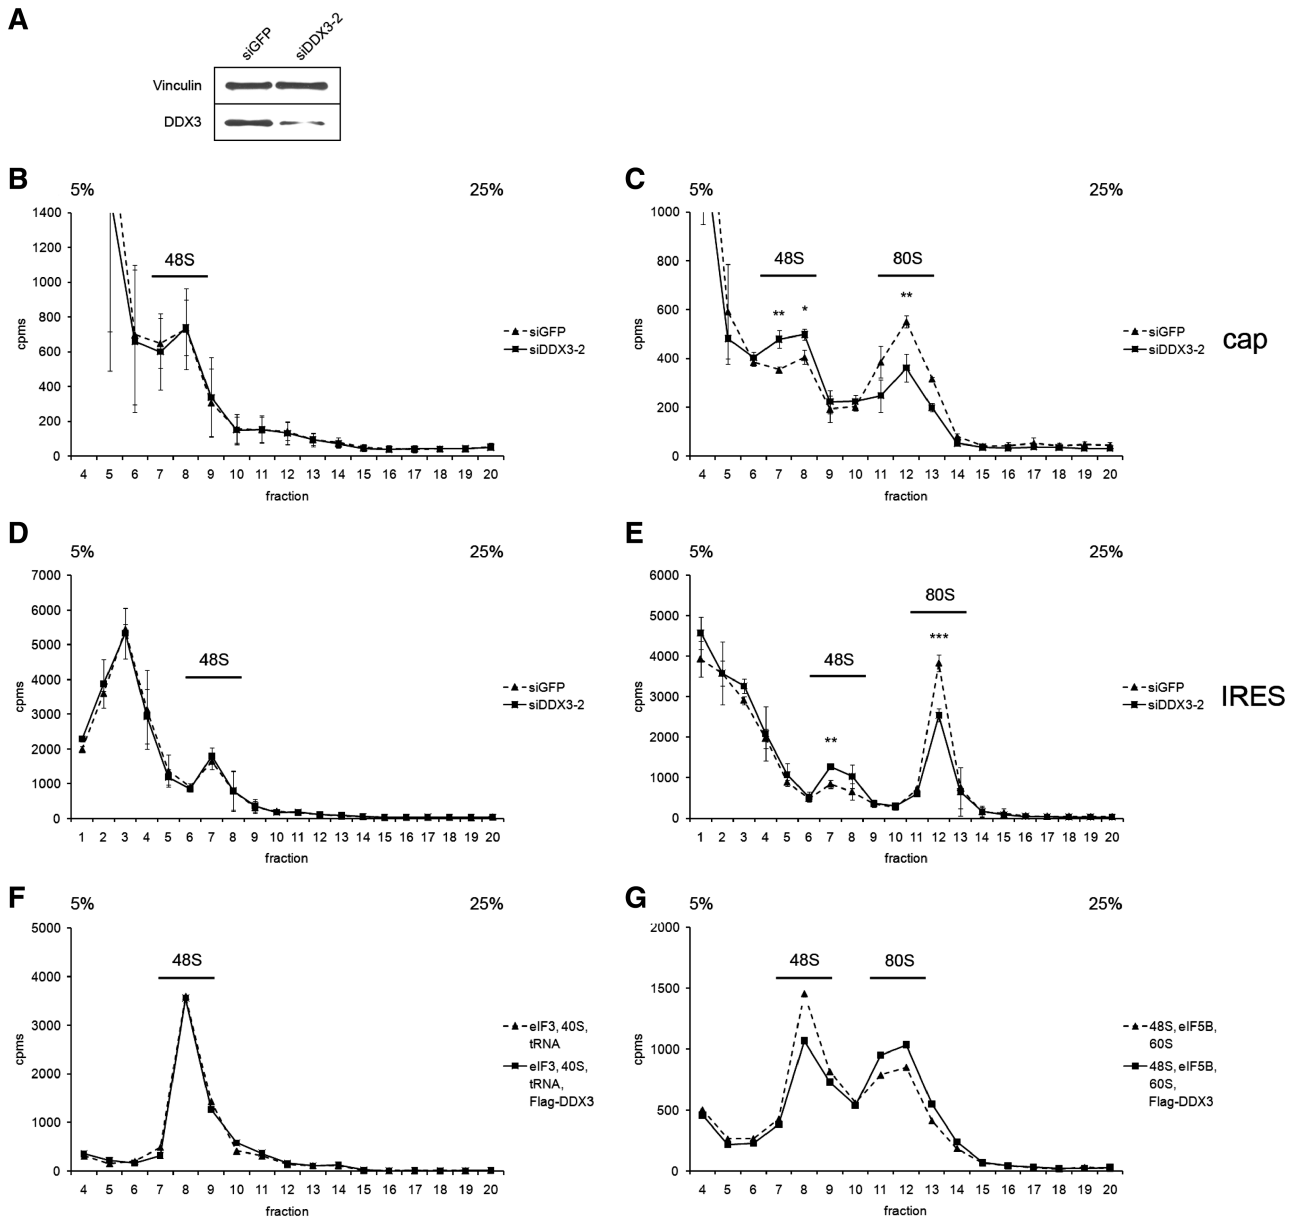 A
siGFP
siDDX3-2
Vinculin
DDX3
B
5%
25%
1400
1200
1000
800
600
400
200
0
cpms
48S
siGFP
siDDX3-2
4 5 6 7 8 9 10 11 12 13 14 15 16 17 18 19 20
fraction
C
5%
25%
1000
800
600
400
200
0
cpms
48S
80S
**
*
**
siGFP
siDDX3-2
cap
4 5 6 7 8 9 10 11 12 13 14 15 16 17 18 19 20
fraction
D
5%
25%
7000
6000
5000
4000
3000
2000
1000
0
cpms
48S
siGFP
siDDX3-2
1 2 3 4 5 6 7 8 9 10 11 12 13 14 15 16 17 18 19 20
fraction
E
5%
25%
6000
5000
4000
3000
2000
1000
0
cpms
48S
80S
**
***
siGFP
siDDX3-2
IRES
1 2 3 4 5 6 7 8 9 10 11 12 13 14 15 16 17 18 19 20
fraction
F
5%
25%
5000
4000
3000
2000
1000
0
cpms
48S
eIF3, 40S,
tRNA
eIF3, 40S,
tRNA,
Flag-DDX3
4 5 6 7 8 9 10 11 12 13 14 15 16 17 18 19 20
fraction
G
5%
25%
2000
1500
1000
500
0
cpms
48S
80S
48S, eIF5B,
60S
48S, eIF5B,
60S,
Flag-DDX3
4 5 6 7 8 9 10 11 12 13 14 15 16 17 18 19 20
fraction